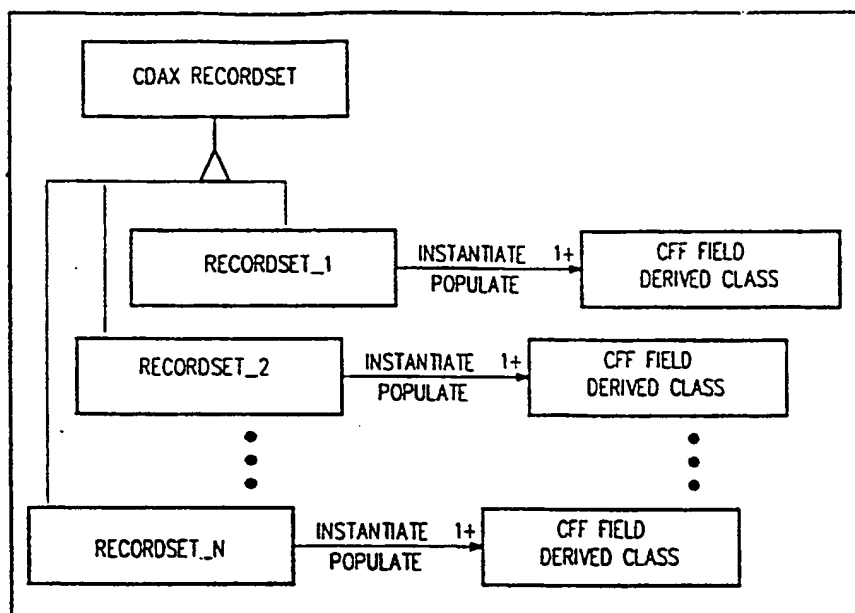 CDAX RECORDSET
RECORDSET_1
INSTANTIATE 1+
POPULATE
CFF FIELD
DERIVED CLASS
RECORDSET_2
INSTANTIATE 1+
POPULATE
CFF FIELD
DERIVED CLASS
RECORDSET_N
INSTANTIATE 1+
POPULATE
CFF FIELD
DERIVED CLASS